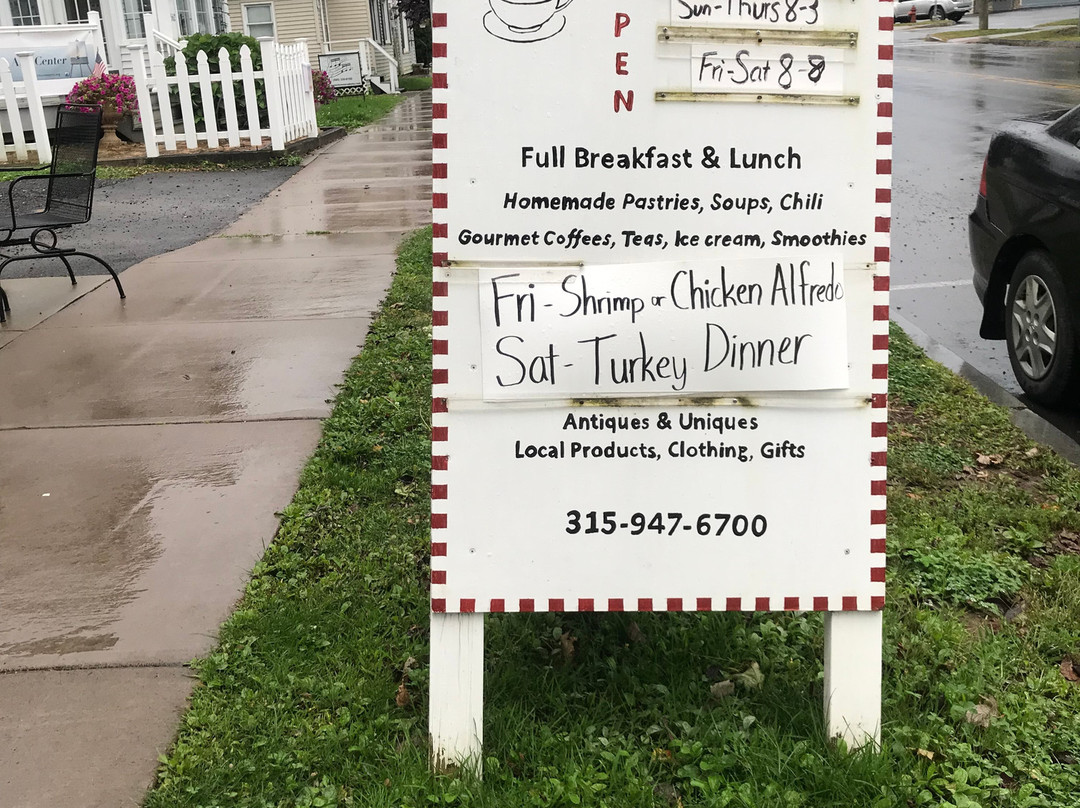 Center
PEN
Sun-Thurs 8-3
Fri-Sat 8-8
Full Breakfast & Lunch
Homemade Pastries, Soups, Chili
Gourmet Coffees, Teas, Ice cream, Smoothies
Fri-Shrimp or Chicken Alfredo
Sat-Turkey Dinner
Antiques & Uniques
Local Products, Clothing, Gifts
315-947-6700